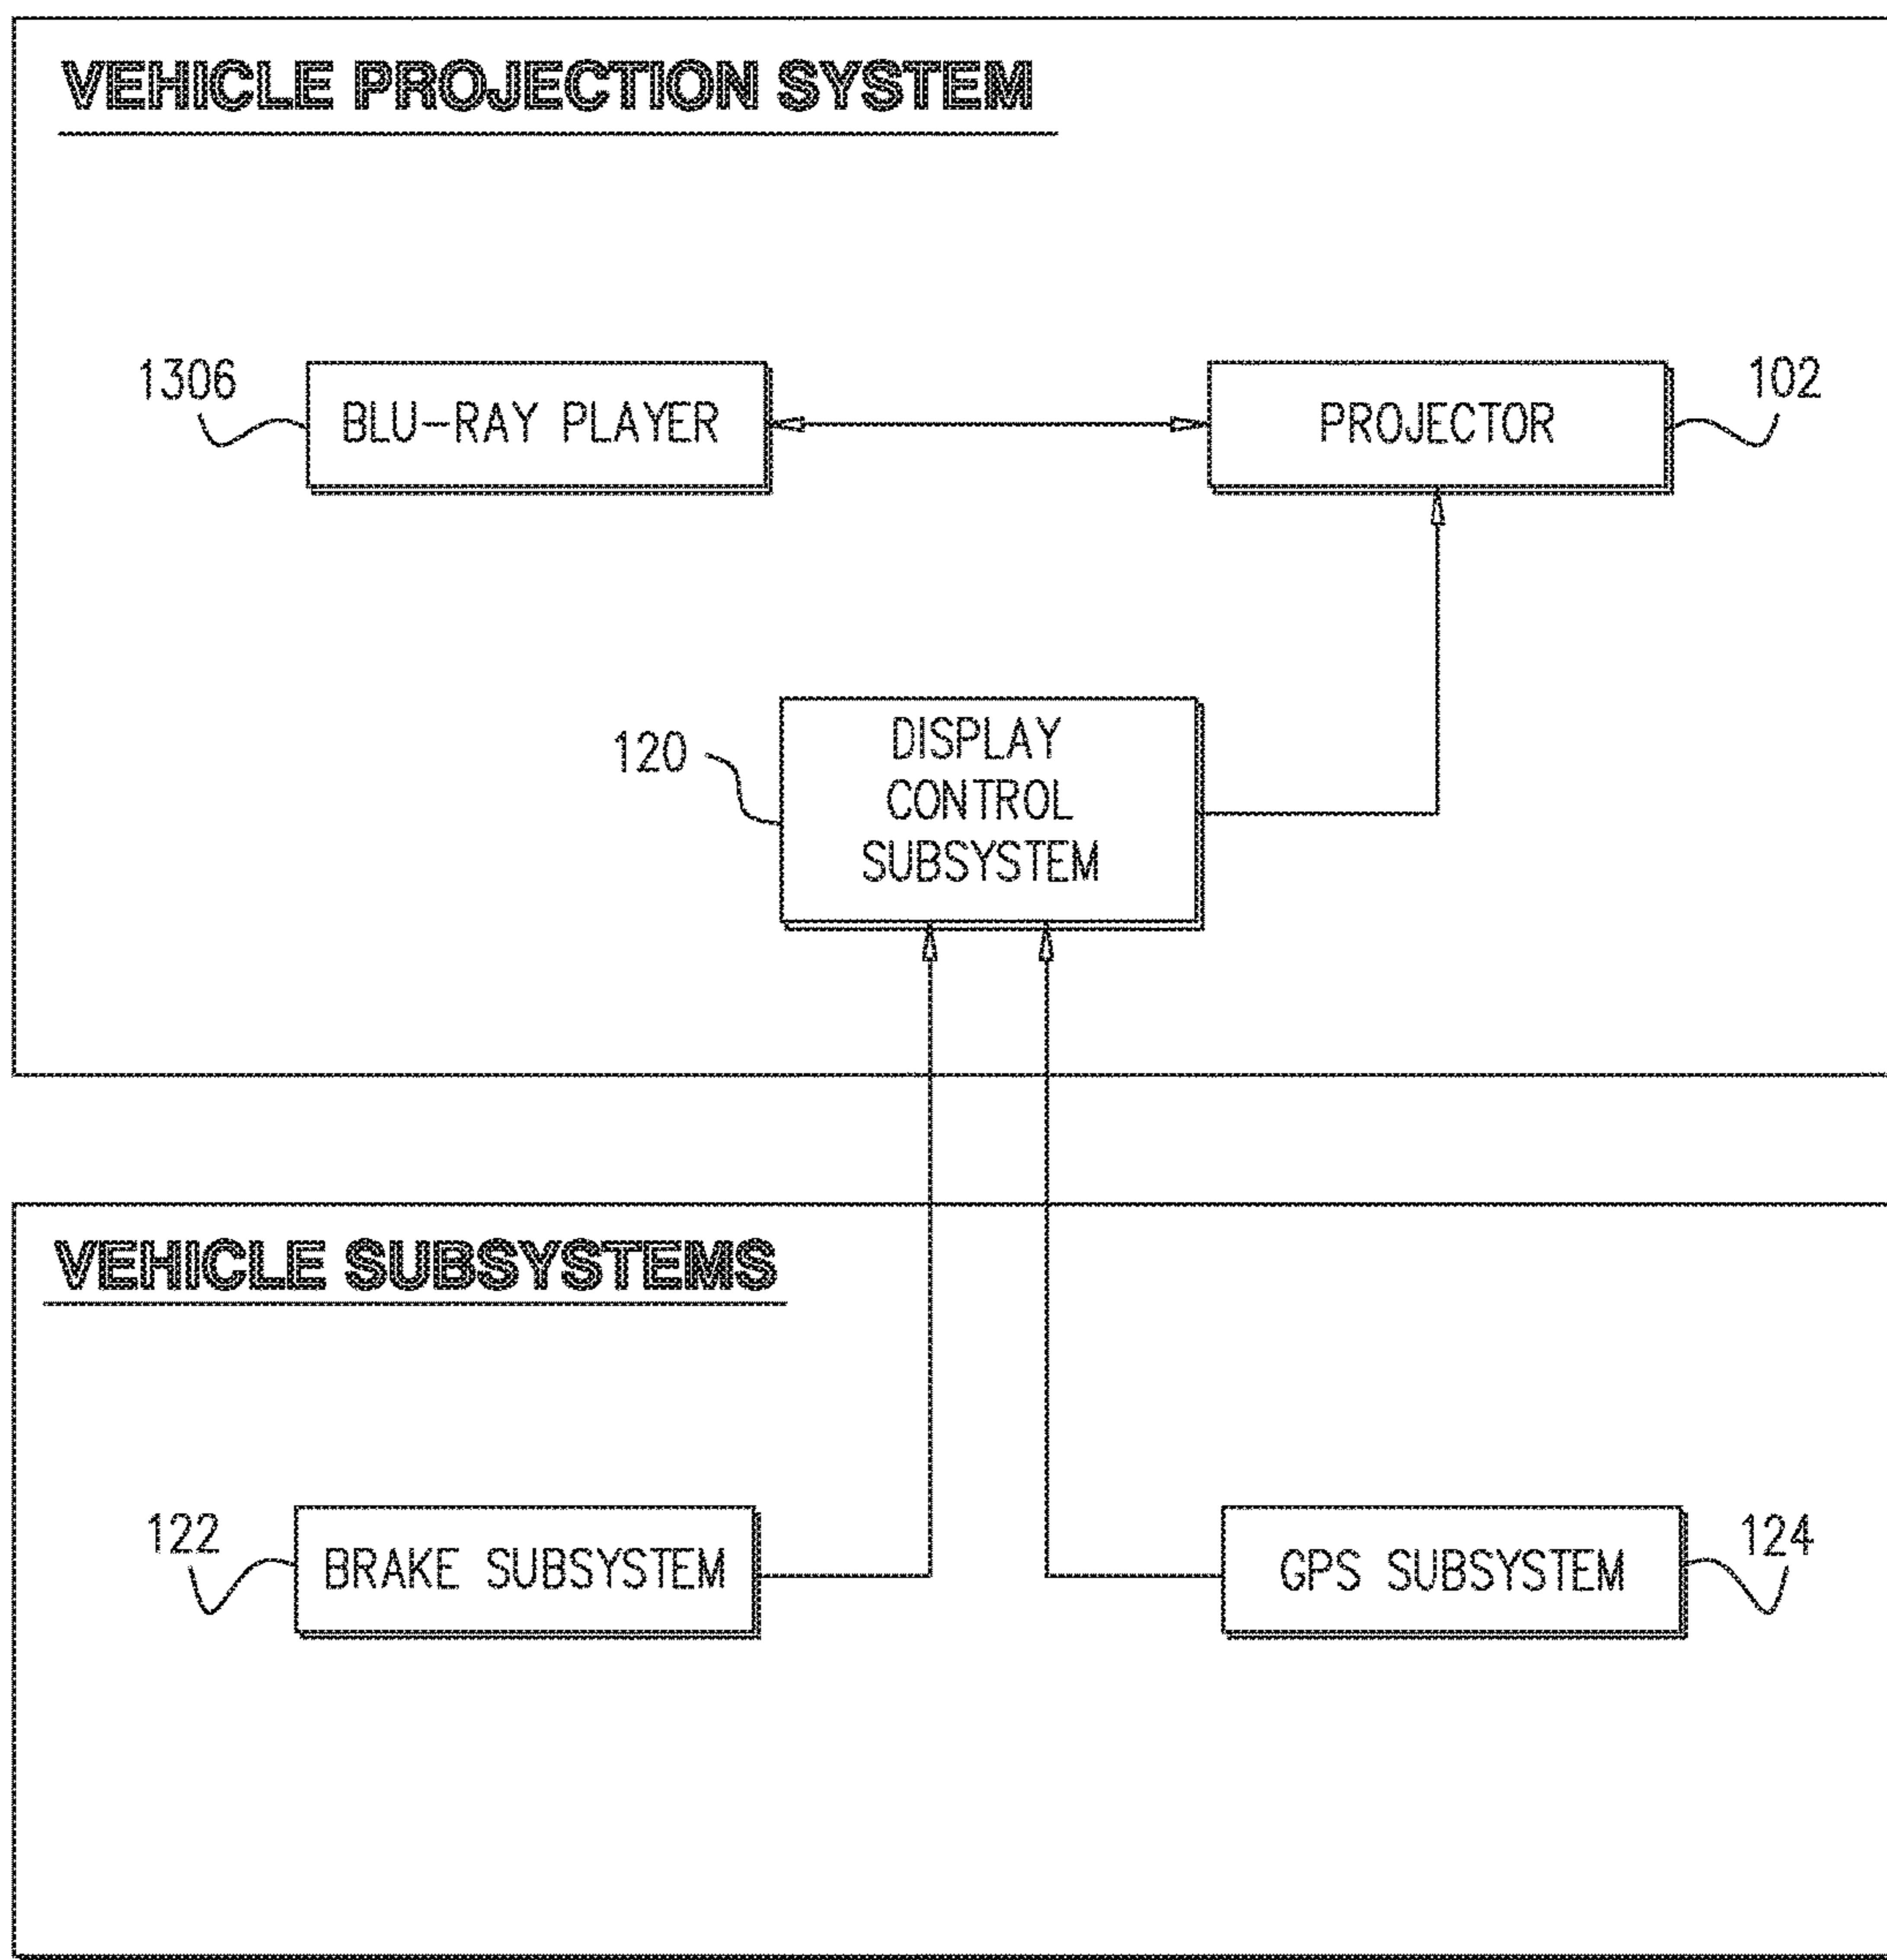 VEHICLE PROJECTION SYSTEM
1306
BLU-RAY PLAYER
PROJECTOR
102
120
DISPLAY
CONTROL
SUBSYSTEM
VEHICLE SUBSYSTEMS
122
BRAKE SUBSYSTEM
GPS SUBSYSTEM
124